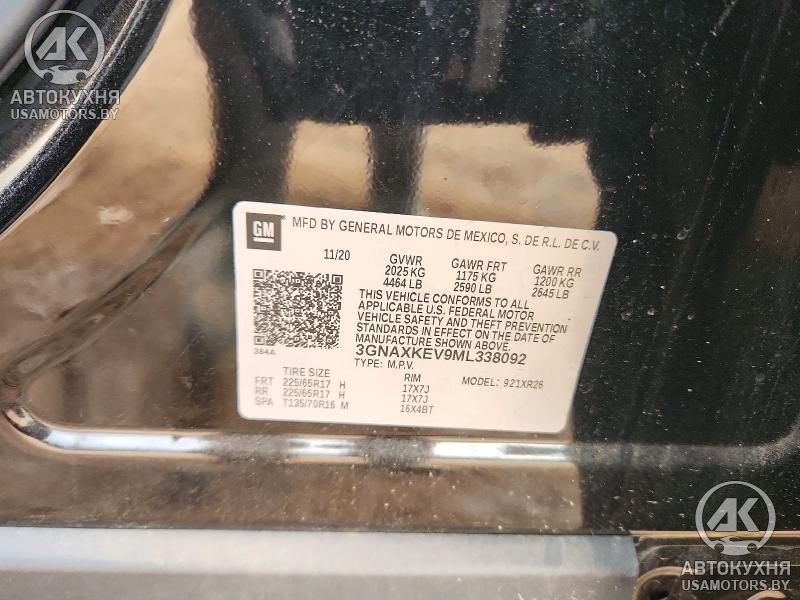 AK
АВТОКУХНЯ
USAMOTORS.BY
GM
MFD BY GENERAL MOTORS DE MEXICO, S. DE R.L. DE C.V.
11/20 GVWR GAWR FRT GAWR RR
2025 KG 1175 KG 1200 KG
4464 LB 2590 LB 2645 LB
THIS VEHICLE CONFORMS TO ALL
APPLICABLE U.S. FEDERAL MOTOR
VEHICLE SAFETY AND THEFT PREVENTION
STANDARDS IN EFFECT ON THE DATE OF
MANUFACTURE SHOWN ABOVE.
3GNAXKEV9ML338092
384A
TYPE: M.P.V.
TIRE SIZE RIM MODEL: 921XR26
FRT 225/65R17 H 17X7J
RR 225/65R17 H 17X7J
SPA T135/70R16 M 16X4BT
AK
АВТОКУХНЯ
USAMOTORS.BY